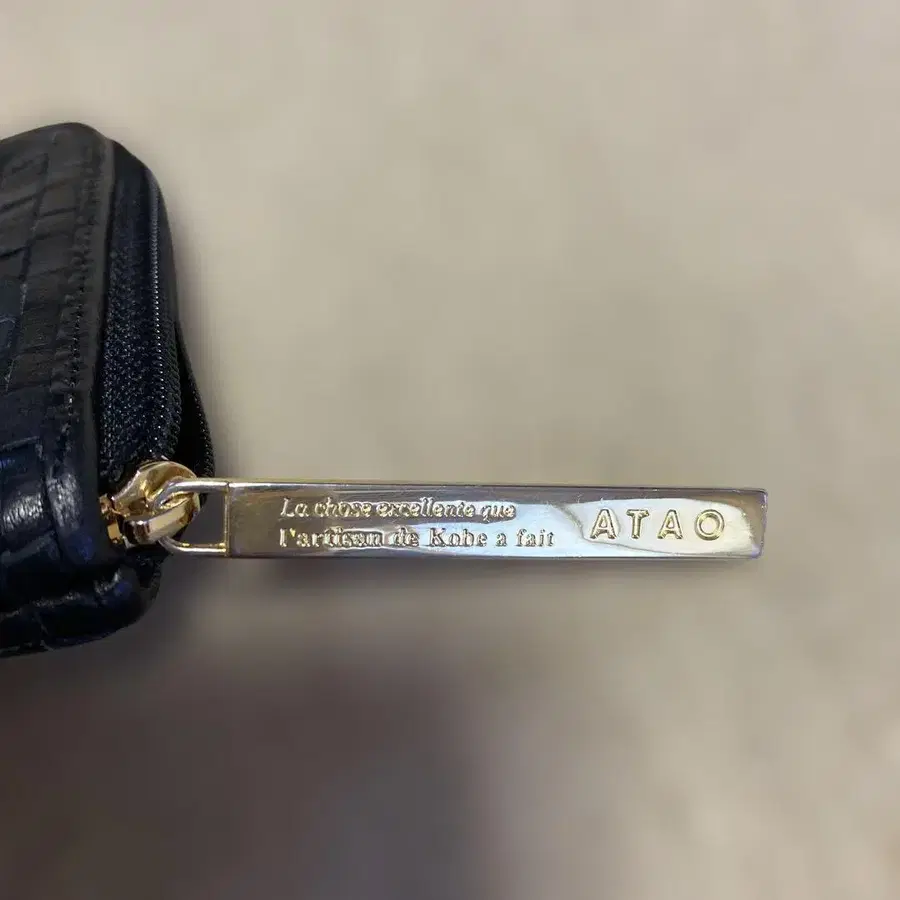 La chose excellente que
l'artisan de Kobe a fait
ATAO